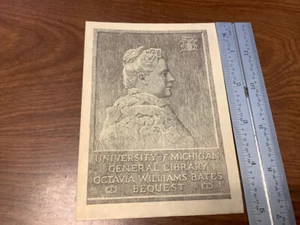 UNIVERSITY of MICHIGAN
GENERAL LIBRARY
OCTAVIA WILLIAMS BATES
BEQUEST